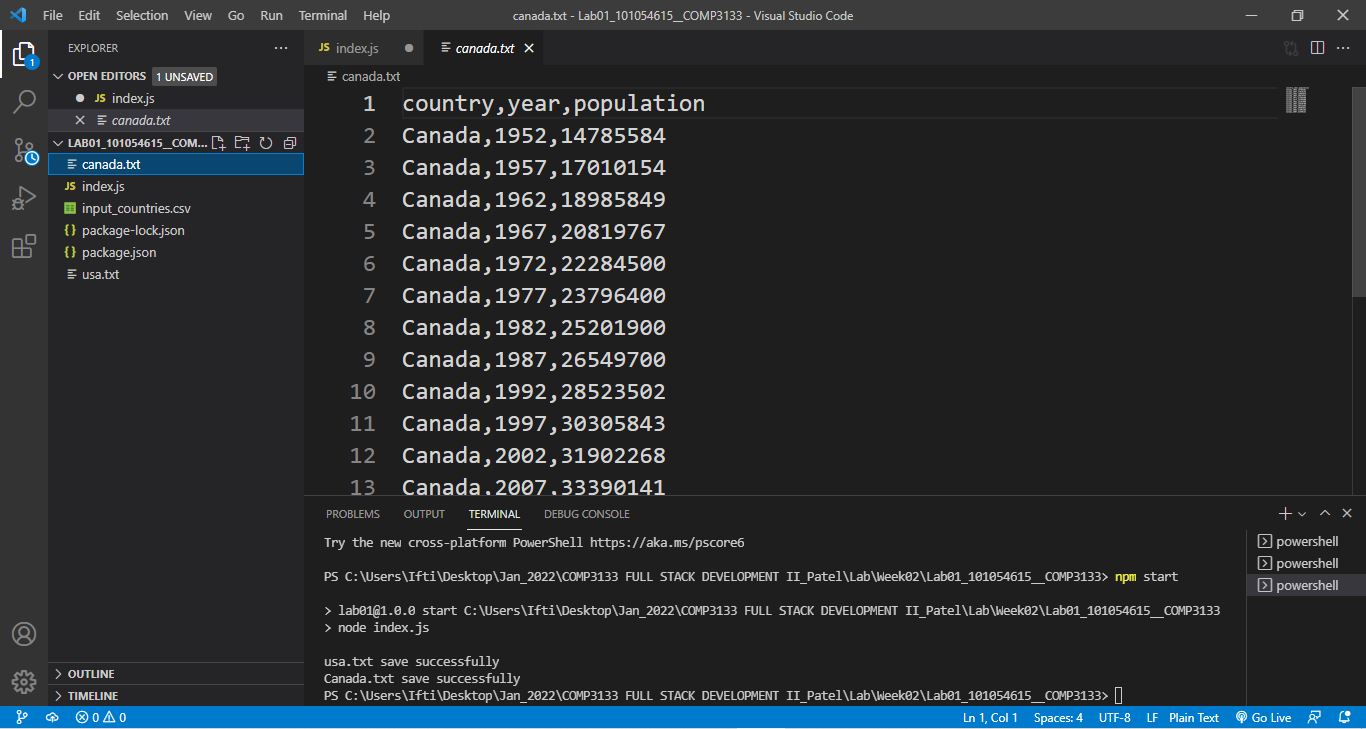 File Edit Selection View Go Run Terminal Help
canada.txt - Lab01_101054615__COMP3133 - Visual Studio Code
1
EXPLORER
OPEN EDITORS 1 UNSAVED
JS index.js
canada.txt
LAB01_101054615__COM...
canada.txt
JS index.js
input_countries.csv
{} package-lock.json
{} package.json
usa.txt
OUTLINE
TIMELINE
JS index.js
canada.txt
canada.txt
1 country,year,population
2 Canada,1952,14785584
3 Canada,1957,17010154
4 Canada,1962,18985849
5 Canada,1967,20819767
6 Canada,1972,22284500
7 Canada,1977,23796400
8 Canada,1982,25201900
9 Canada,1987,26549700
10 Canada,1992,28523502
11 Canada,1997,30305843
12 Canada,2002,31902268
13 Canada,2007,33390141
PROBLEMS OUTPUT TERMINAL DEBUG CONSOLE
Try the new cross-platform PowerShell https://aka.ms/pscore6
PS C:\Users\Ifti\Desktop\Jan_2022\COMP3133 FULL STACK DEVELOPMENT II_Patel\Lab\Week02\Lab01_101054615__COMP3133> npm start
> lab01@1.0.0 start C:\Users\Ifti\Desktop\Jan_2022\COMP3133 FULL STACK DEVELOPMENT II_Patel\Lab\Week02\Lab01_101054615__COMP3133
> node index.js
usa.txt save successfully
Canada.txt save successfully
PS C:\Users\Ifti\Desktop\Jan_2022\COMP3133 FULL STACK DEVELOPMENT II_Patel\Lab\Week02\Lab01_101054615__COMP3133>
powershell
powershell
powershell
0 0
Ln 1, Col 1 Spaces: 4 UTF-8 LF Plain Text Go Live